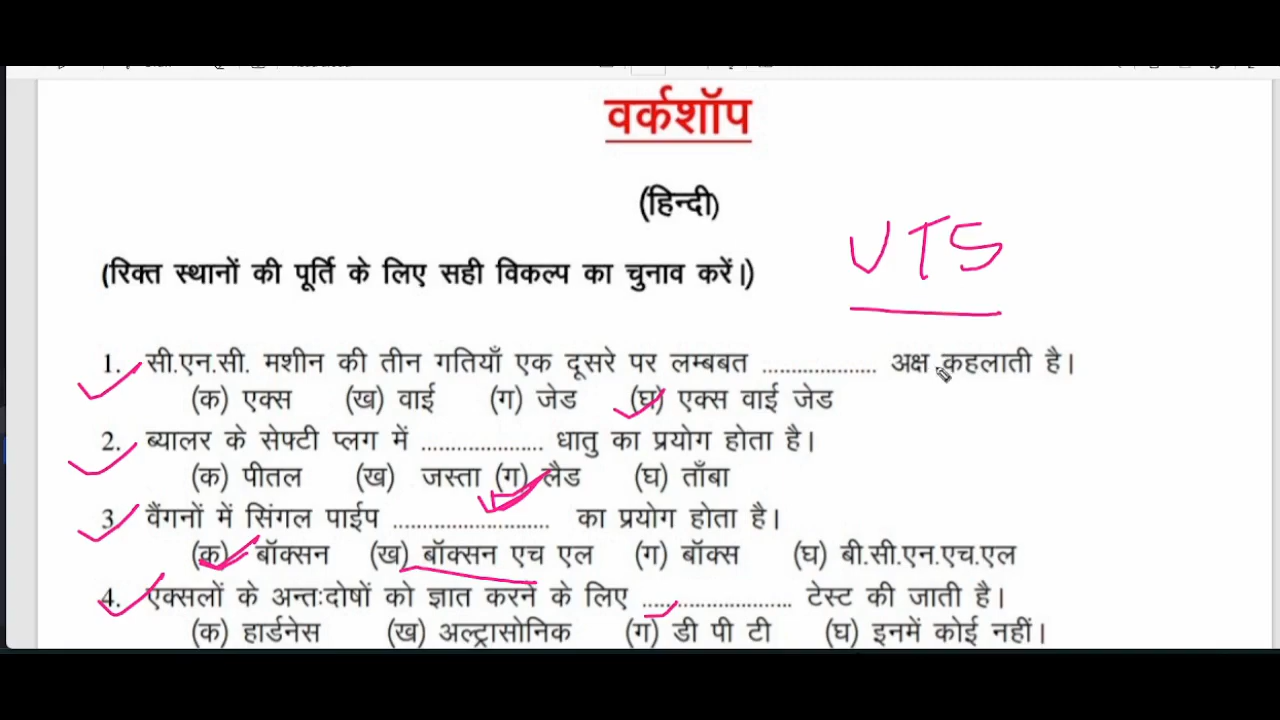 वर्कशॉप
(हिन्दी)
UTS
(रिक्त स्थानों की पूर्ति के लिए सही विकल्प का चुनाव करें।)
1. सी.एन.सी. मशीन की तीन गतियाँ एक दूसरे पर लम्बबत ..................... अक्ष कहलाती है।
(क) एक्स (ख) वाई (ग) जेड (घ) एक्स वाई जेड
2. ब्यालर के सेफ्टी प्लग में ..................... धातु का प्रयोग होता है।
(क) पीतल (ख) जस्ता (ग) लैड (घ) ताँबा
3 वैंगनों में सिंगल पाईप ........................... का प्रयोग होता है।
(क) बॉक्सन (ख) बॉक्सन एच एल (ग) बॉक्स (घ) बी.सी.एन.एच.एल
4. एक्सलों के अन्तःदोषों को ज्ञात करने के लिए .......................... टेस्ट की जाती है।
(क) हार्डनेस (ख) अल्ट्रासोनिक (ग) डी पी टी (घ) इनमें कोई नहीं।